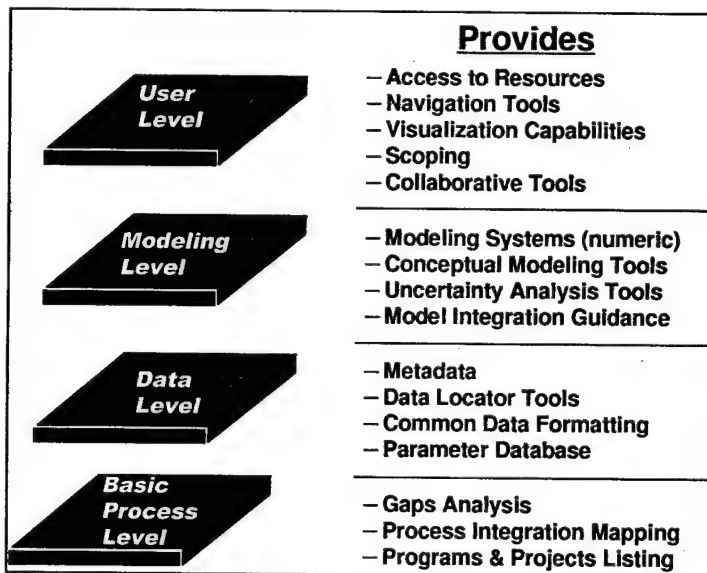 Provides
User
Level
– Access to Resources
– Navigation Tools
– Visualization Capabilities
– Scoping
– Collaborative Tools
Modeling
Level
– Modeling Systems (numeric)
– Conceptual Modeling Tools
– Uncertainty Analysis Tools
– Model Integration Guidance
Data
Level
– Metadata
– Data Locator Tools
– Common Data Formatting
– Parameter Database
Basic
Process
Level
– Gaps Analysis
– Process Integration Mapping
– Programs & Projects Listing